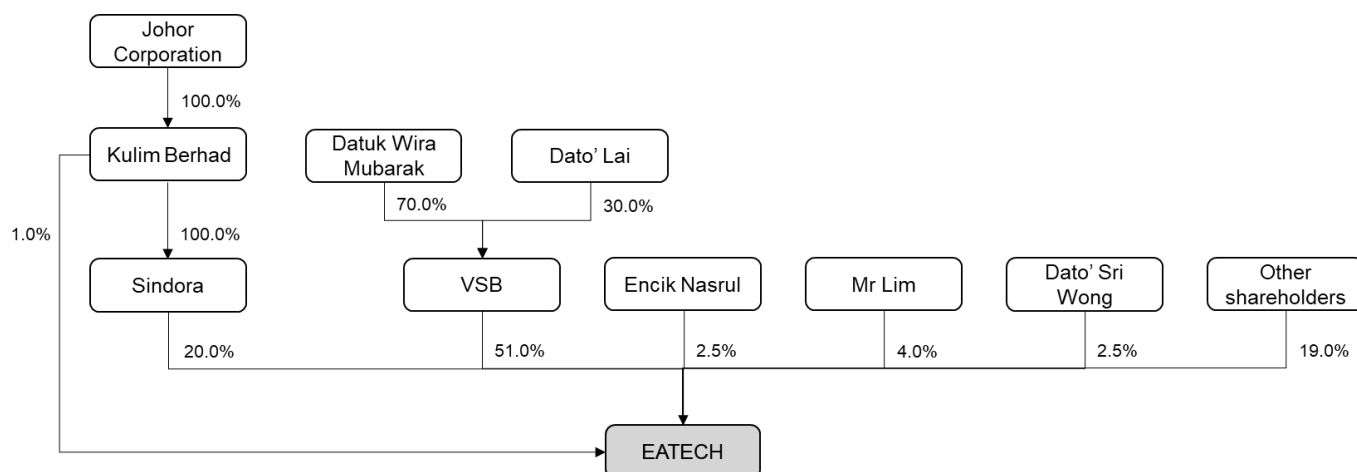 Johor
Corporation
100.0%
Kulim Berhad
Datuk Wira
Mubarak
Dato’ Lai
70.0%
30.0%
1.0%
100.0%
Sindora
VSB
Encik Nasrul
Mr Lim
Dato’ Sri
Wong
Other
shareholders
20.0%
51.0%
2.5%
4.0%
2.5%
19.0%
EATECH